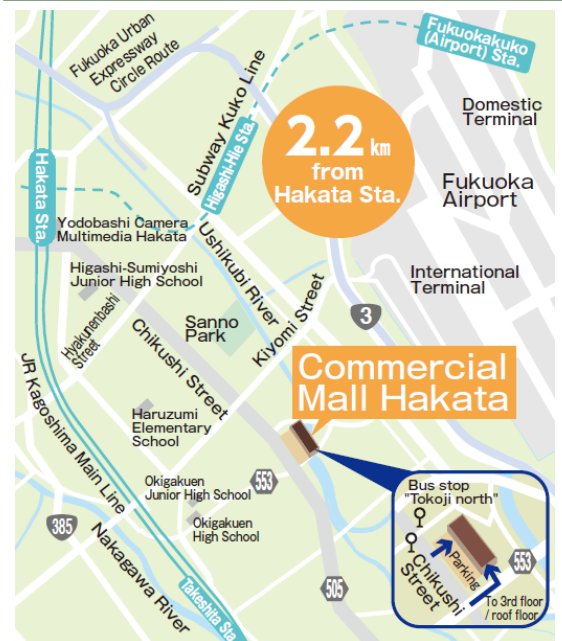 Fukuoka Urban
Expressway
Circle Route
Subway Kuko Line
Fukuokakuko
(Airport) Sta.
Higashi-Hie Sta.
2.2 km
from
Hakata Sta.
Domestic
Terminal
Fukuoka
Airport
International
Terminal
Hakata Sta.
Yodobashi Camera
Multimedia Hakata
Higashi-Sumiyoshi
Junior High School
Ushikubi River
Hyakunenbashi
Street
Sanno
Park
Kiyomi Street
3
Chikushi Street
Commercial
Mall Hakata
JR Kagoshima Main Line
Haruzumi
Elementary
School
Okigakuen
Junior High School
553
Okigakuen
High School
385
Nakagawa River
Takeshita Sta.
505
Bus stop
"Tokoji north"
Parking
553
Chikushi
Street
To 3rd floor
/ roof floor